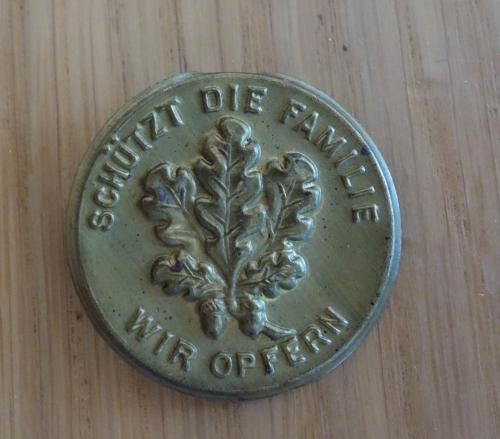 SCHÜTZT DIE FAMILIE
WIR OPFERN